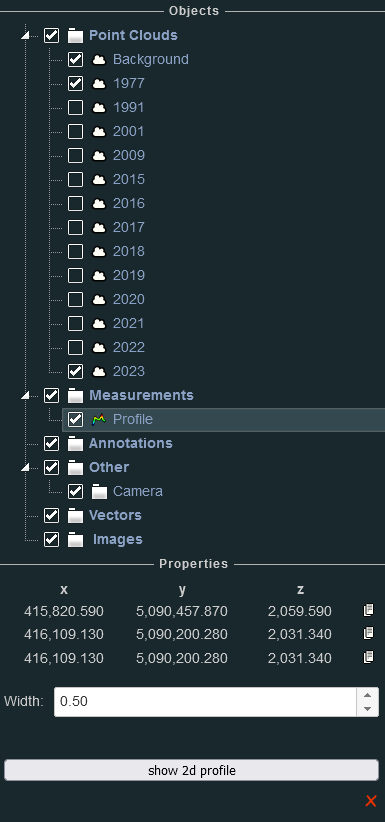 Objects
Point Clouds
Background
1977
1991
2001
2009
2015
2016
2017
2018
2019
2020
2021
2022
2023
Measurements
Profile
Annotations
Other
Camera
Vectors
Images
Properties
x y z
415,820.590 5,090,457.870 2,059.590
416,109.130 5,090,200.280 2,031.340
416,109.130 5,090,200.280 2,031.340
Width: 0.50
show 2d profile